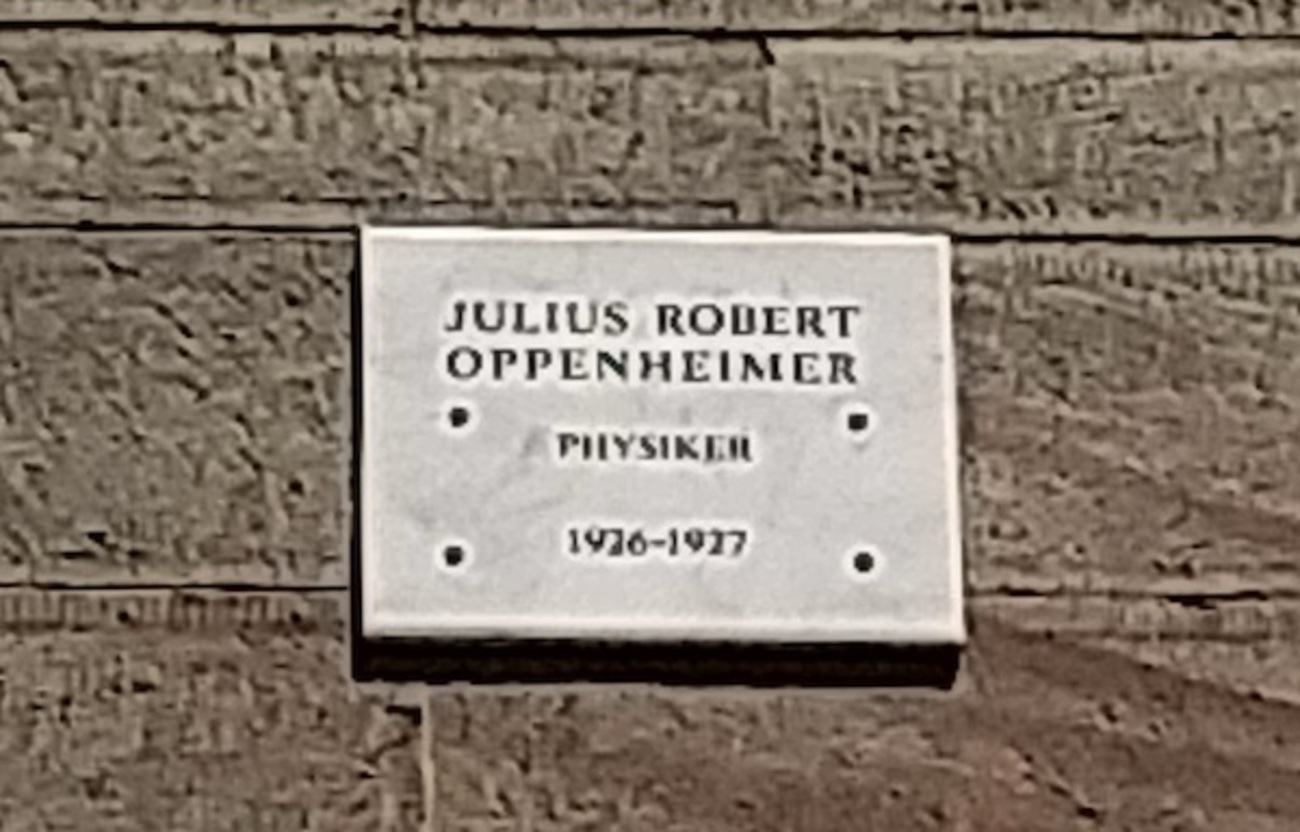 JULIUS ROBERT
OPPENHEIMER
PHYSIKER
1926-1927